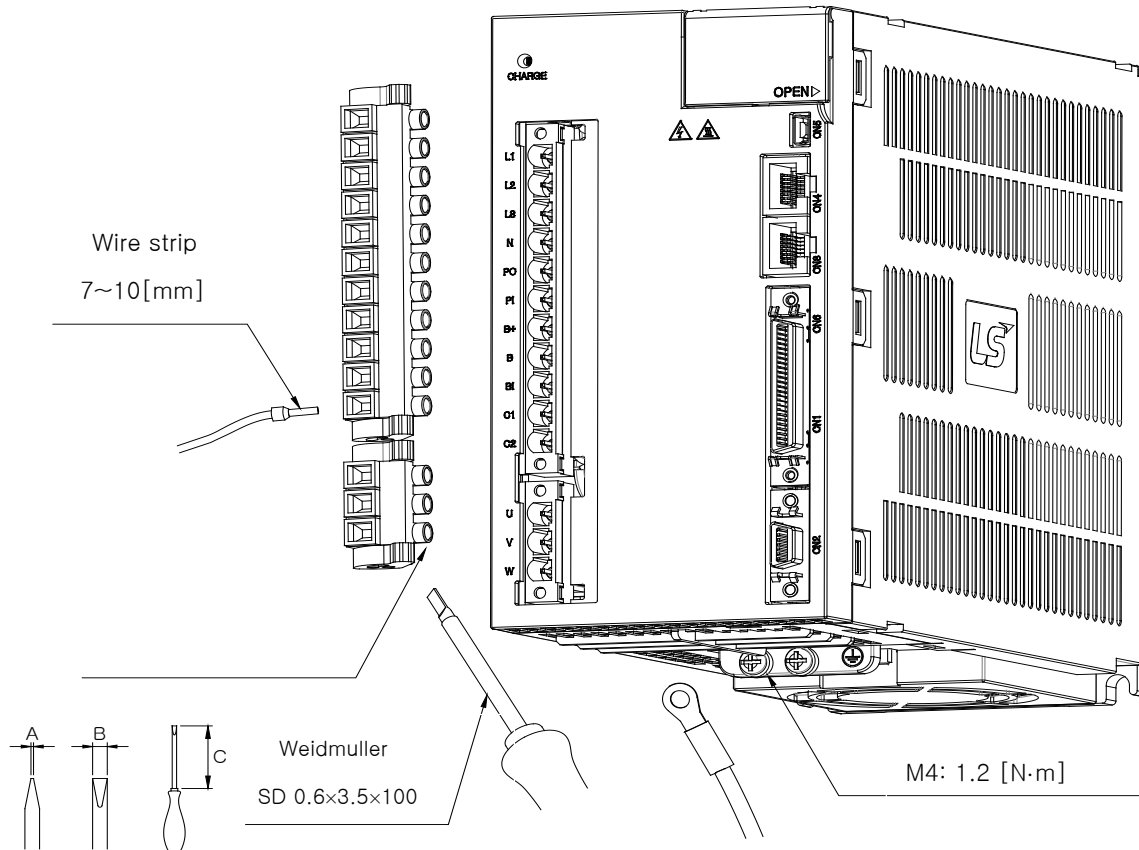 CHARGE
OPEN
L1
L2
L3
N
PO
PI
B+
B
BI
C1
C2
U
V
W
CN5
CN4
CN3
CN6
CN1
CN2
LS
Wire strip
7~10[mm]
A
B
C
Weidmuller
SD 0.6×3.5×100
M4: 1.2 [N·m]